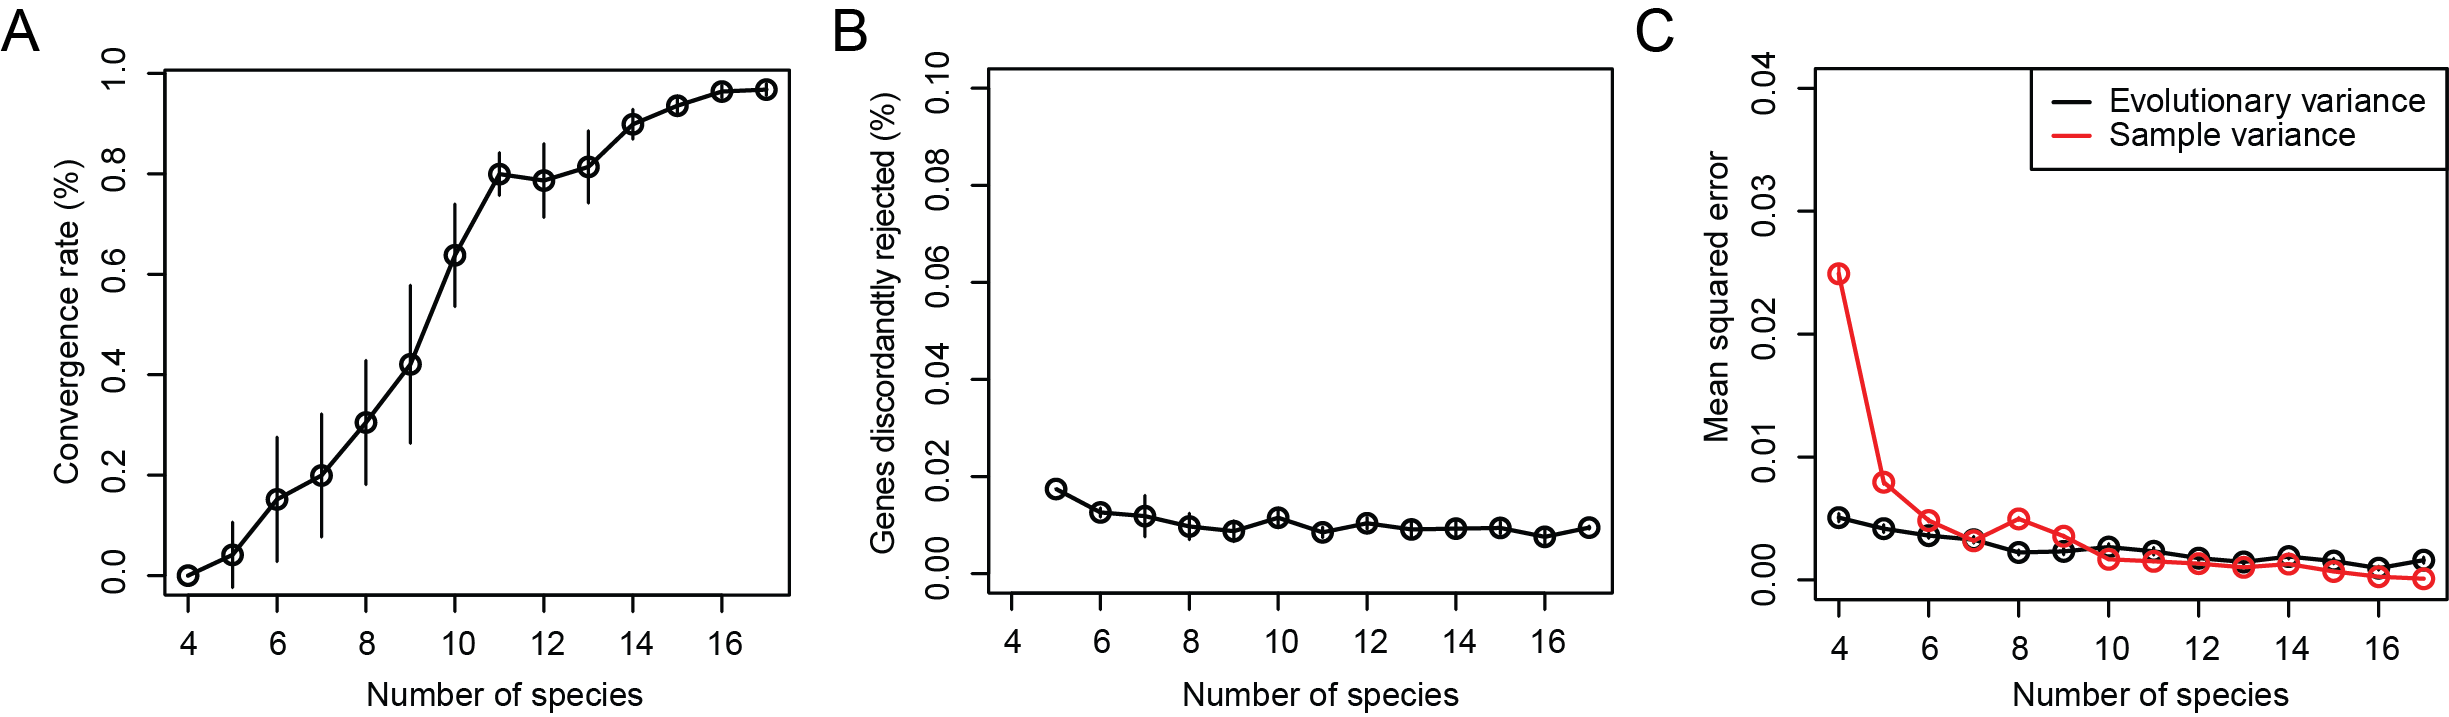 A
Convergence rate (%)
0.0 0.2 0.4 0.6 0.8 1.0
4 6 8 10 12 14 16
Number of species
B
Genes discordandtly rejected (%)
0.00 0.02 0.04 0.06 0.08 0.10
4 6 8 10 12 14 16
Number of species
C
Mean squared error
0.00 0.01 0.02 0.03 0.04
Evolutionary variance
Sample variance
4 6 8 10 12 14 16
Number of species